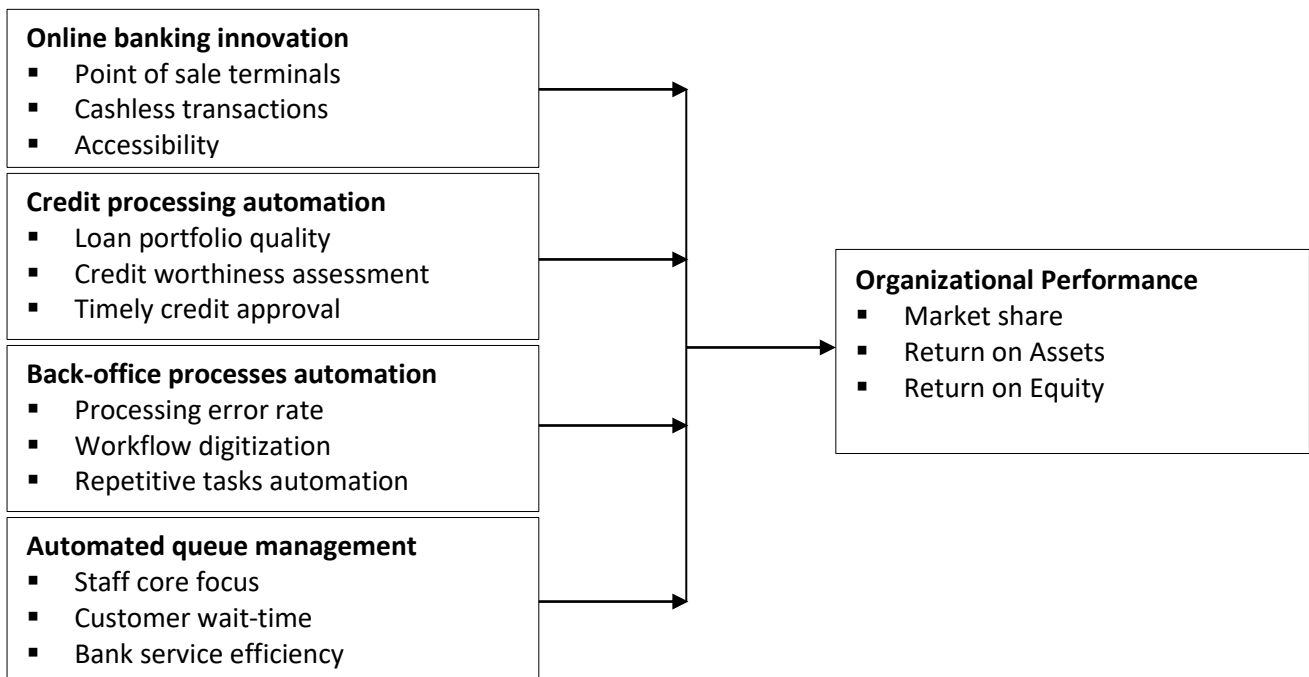 Online banking innovation
▪ Point of sale terminals
▪ Cashless transactions
▪ Accessibility
Credit processing automation
▪ Loan portfolio quality
▪ Credit worthiness assessment
▪ Timely credit approval
Back-office processes automation
▪ Processing error rate
▪ Workflow digitization
▪ Repetitive tasks automation
Automated queue management
▪ Staff core focus
▪ Customer wait-time
▪ Bank service efficiency
Organizational Performance
▪ Market share
▪ Return on Assets
▪ Return on Equity